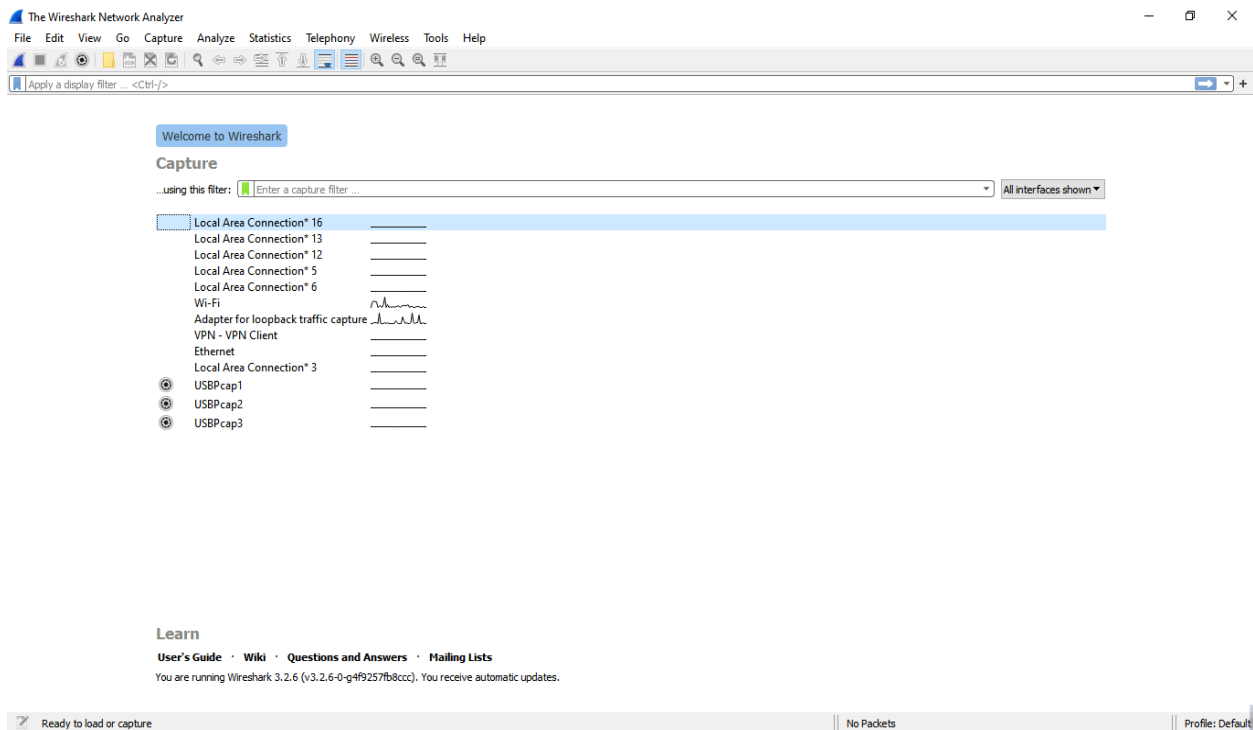 The Wireshark Network Analyzer
File Edit View Go Capture Analyze Statistics Telephony Wireless Tools Help
Apply a display filter ... <Ctrl-/>
Welcome to Wireshark
Capture
...using this filter: Enter a capture filter ... All interfaces shown
Local Area Connection* 16
Local Area Connection* 13
Local Area Connection* 12
Local Area Connection* 5
Local Area Connection* 6
Wi-Fi
Adapter for loopback traffic capture
VPN - VPN Client
Ethernet
Local Area Connection* 3
USBPcap1
USBPcap2
USBPcap3
Learn
User's Guide · Wiki · Questions and Answers · Mailing Lists
You are running Wireshark 3.2.6 (v3.2.6-0-g4f9257fb8ccc). You receive automatic updates.
Ready to load or capture No Packets Profile: Default